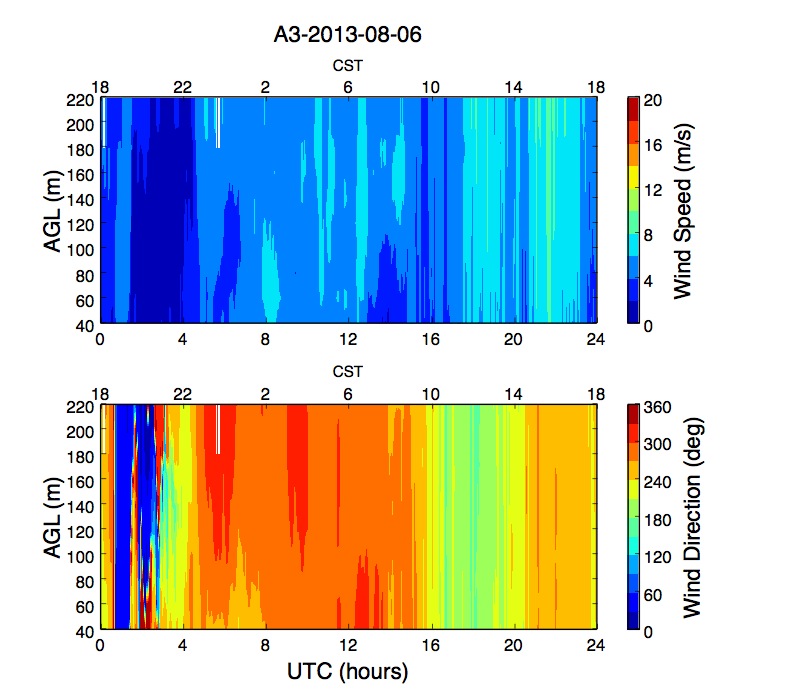 A3-2013-08-06
CST
18 22 2 6 10 14 18
220
200
180
160
140
120
100
80
60
40
AGL (m)
0 4 8 12 16 20 24
20
16
12
8
4
0
Wind Speed (m/s)
CST
18 22 2 6 10 14 18
220
200
180
160
140
120
100
80
60
40
AGL (m)
0 4 8 12 16 20 24
UTC (hours)
360
300
240
180
120
60
0
Wind Direction (deg)